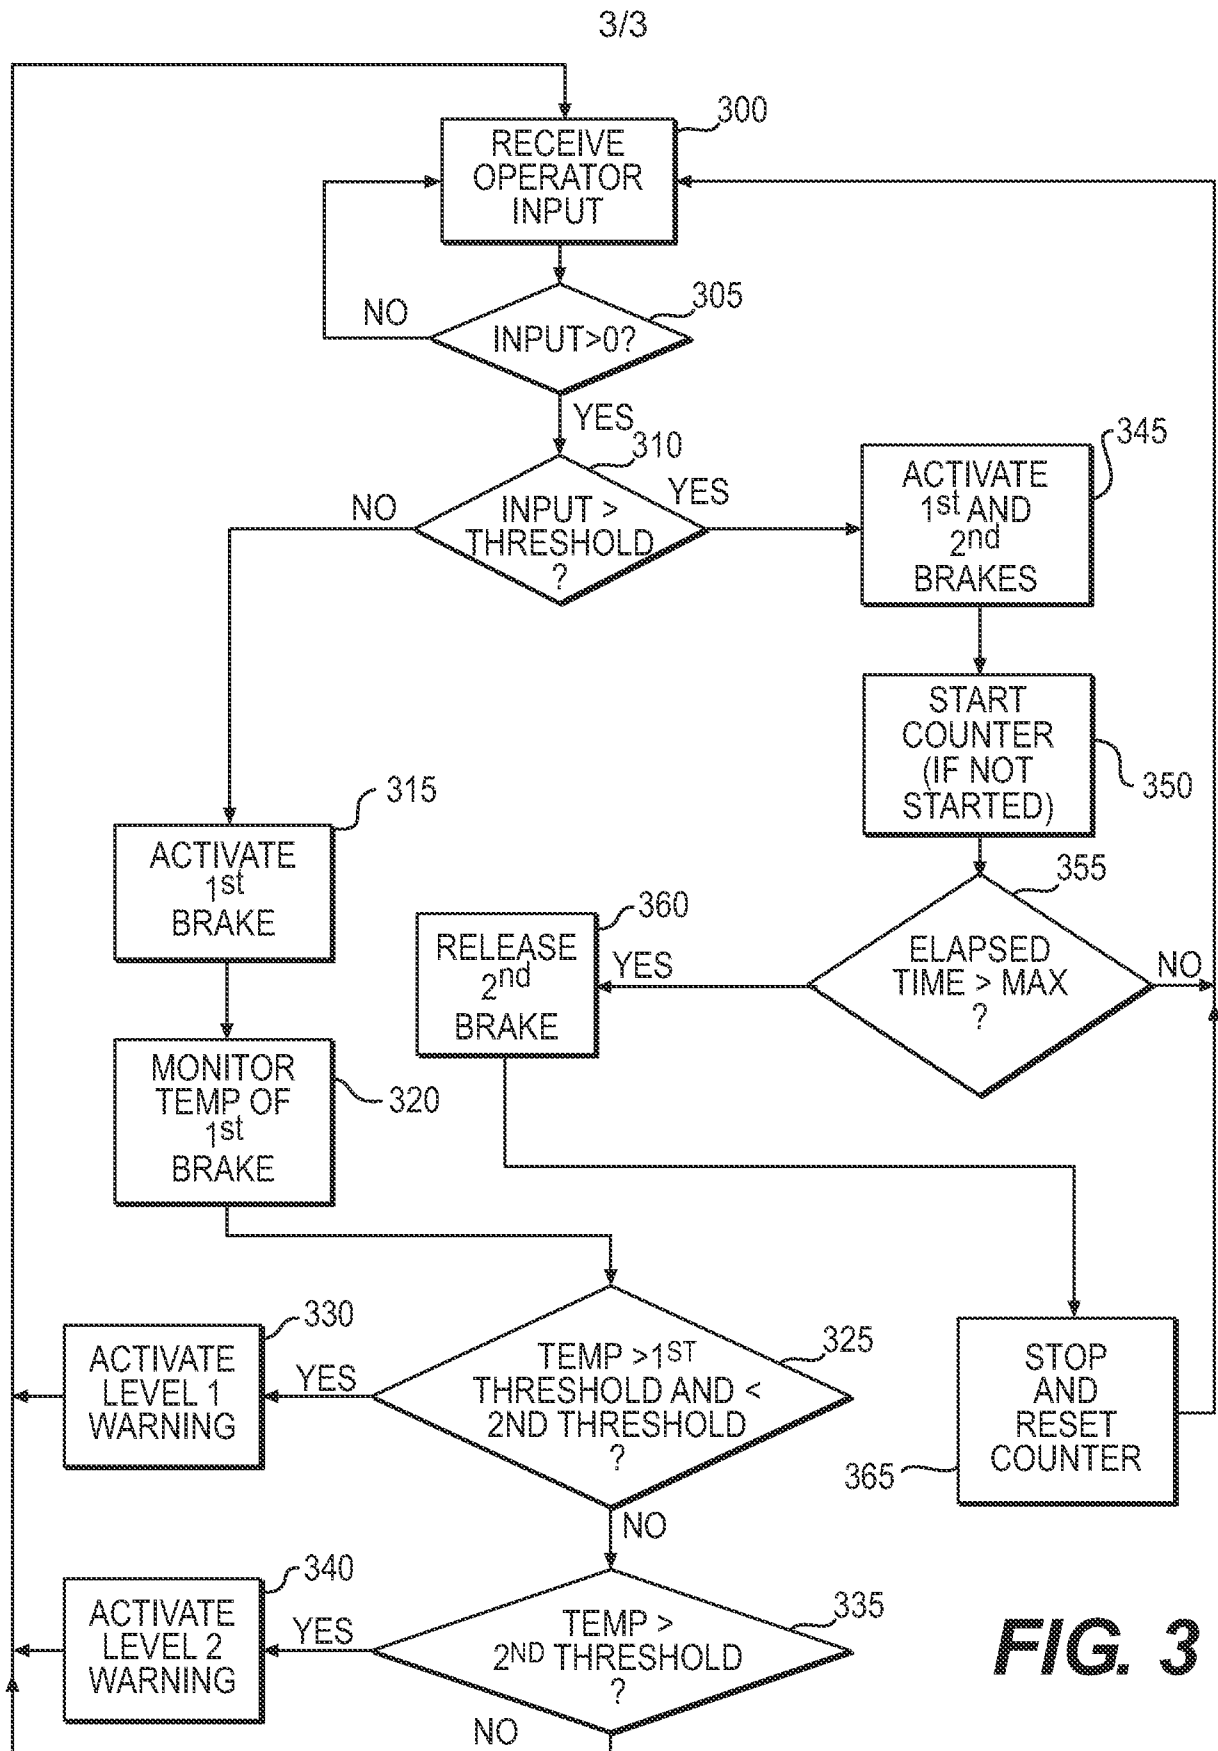 3/3
RECEIVE
OPERATOR
INPUT
300
INPUT>0?
305
NO
YES
310
INPUT >
THRESHOLD
?
NO
YES
345
ACTIVATE
1st AND
2nd
BRAKES
START
COUNTER
(IF NOT
STARTED)
350
315
ACTIVATE
1st
BRAKE
355
ELAPSED
TIME > MAX
?
YES
NO
360
RELEASE
2nd
BRAKE
MONITOR
TEMP OF
1st
BRAKE
320
330
ACTIVATE
LEVEL 1
WARNING
YES
TEMP >1ST
THRESHOLD AND <
2ND THRESHOLD
?
325
NO
STOP
AND
RESET
COUNTER
365
340
ACTIVATE
LEVEL 2
WARNING
YES
TEMP >
2ND THRESHOLD
?
335
NO
FIG. 3